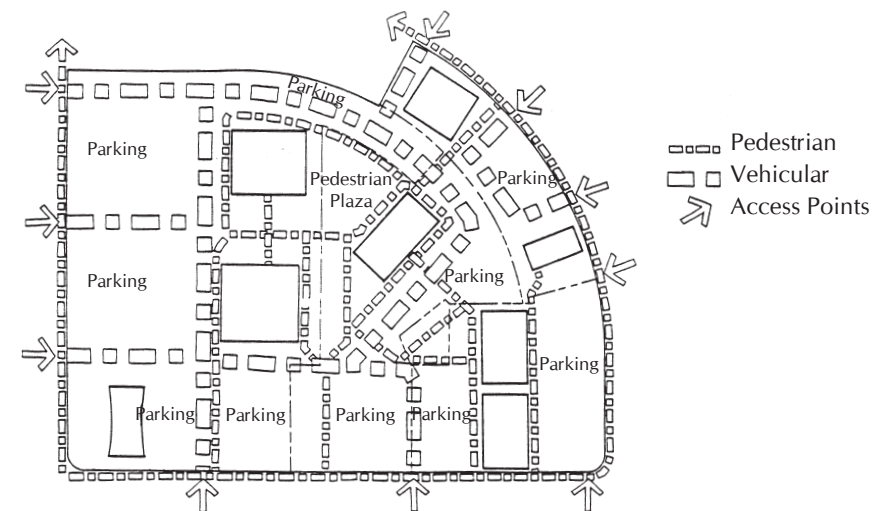 Parking
Parking
Pedestrian
Plaza
Parking
Parking
Parking
Parking
Parking
Parking
Parking
Parking
Pedestrian
Vehicular
Access Points